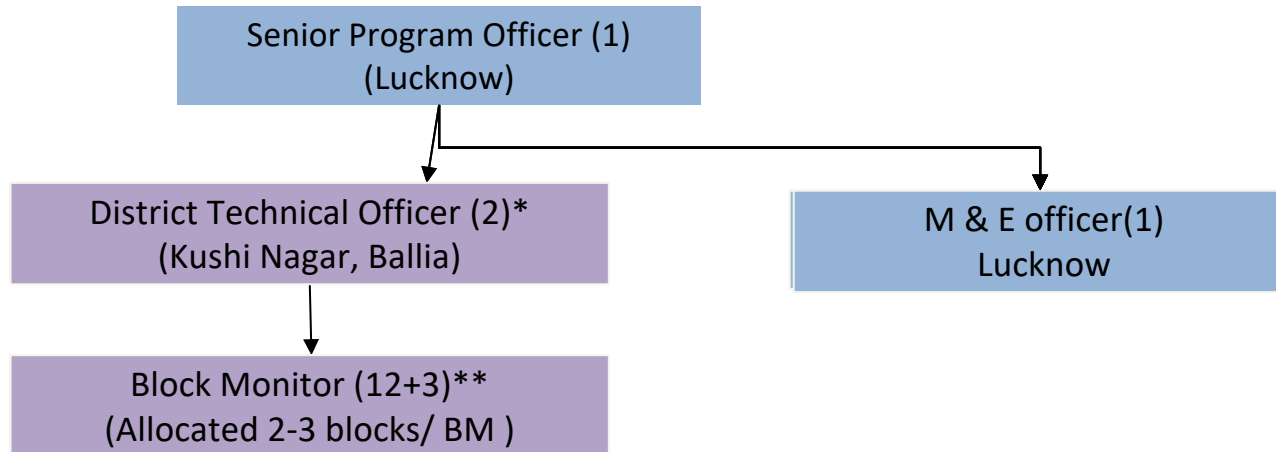 Senior Program Officer (1)
(Lucknow)
District Technical Officer (2)*
(Kushi Nagar, Ballia)
M & E officer(1)
Lucknow
Block Monitor (12+3)**
(Allocated 2-3 blocks/ BM )